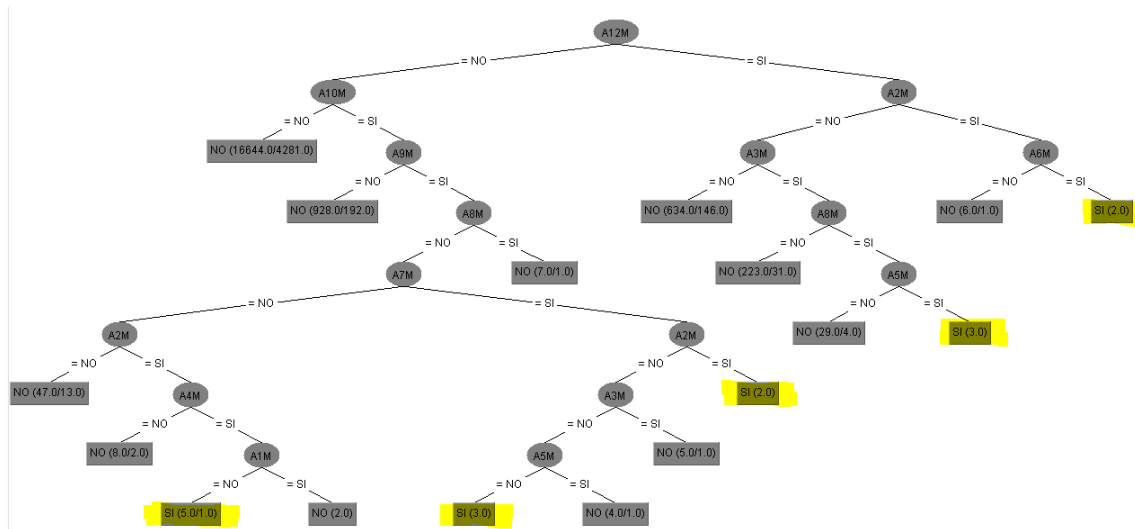 A12M
= NO = SI
A10M A2M
= NO = SI = NO = SI
NO (16644.0/4281.0) A9M A3M A6M
= NO = SI = NO = SI = NO = SI
NO (928.0/192.0) A8M NO (634.0/146.0) A8M NO (6.0/1.0) SI (2.0)
= NO = SI = NO = SI
A7M NO (7.0/1.0) NO (223.0/31.0) A5M
= NO = SI = NO = SI
A2M A2M NO (29.0/4.0) SI (3.0)
= NO = SI = NO = SI
NO (47.0/13.0) A4M A3M SI (2.0)
= NO = SI = NO = SI
NO (8.0/2.0) A1M A5M NO (5.0/1.0)
= NO = SI = NO = SI
SI (5.0/1.0) NO (2.0) SI (3.0) NO (4.0/1.0)